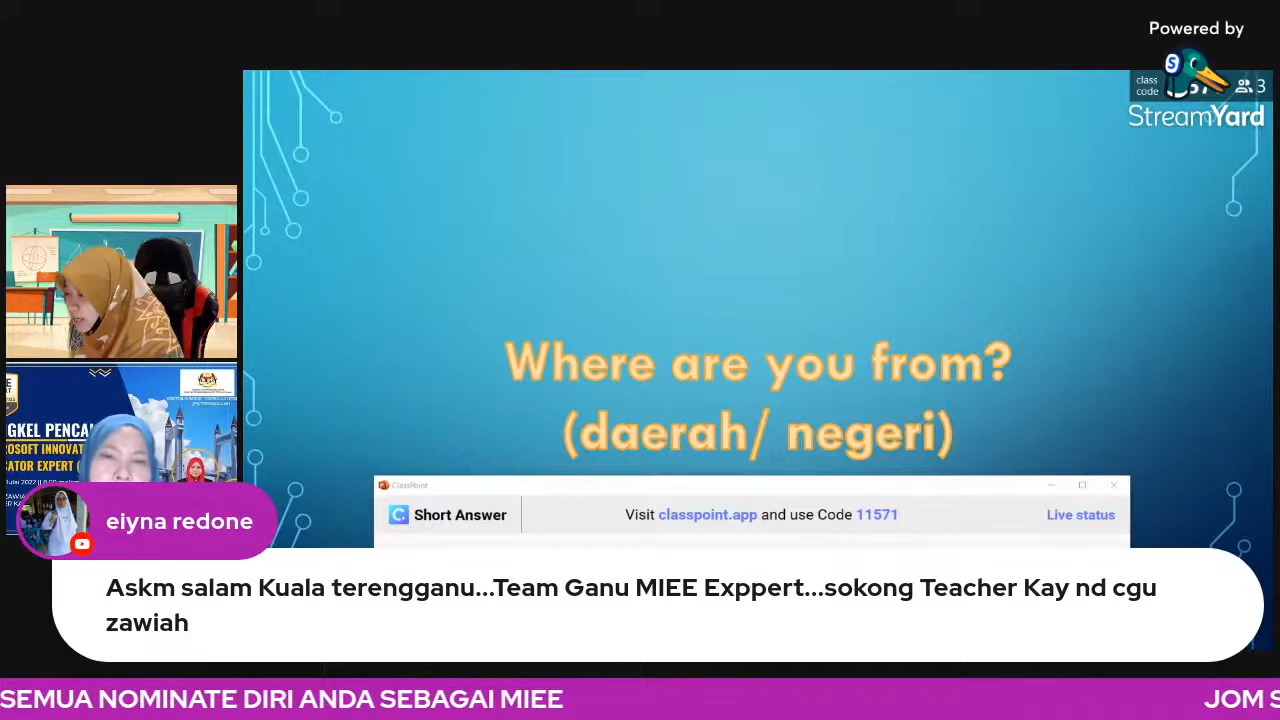 Powered by
class
code
3
StreamYard
Where are you from?
(daerah/ negeri)
ClassPoint
Short Answer
Visit classpoint.app and use Code 11571
Live status
eiyna redone
Askm salam Kuala terengganu...Team Ganu MIEE Exppert...sokong Teacher Kay nd cgu
zawiah
SEMUA NOMINATE DIRI ANDA SEBAGAI MIEE
JOM S